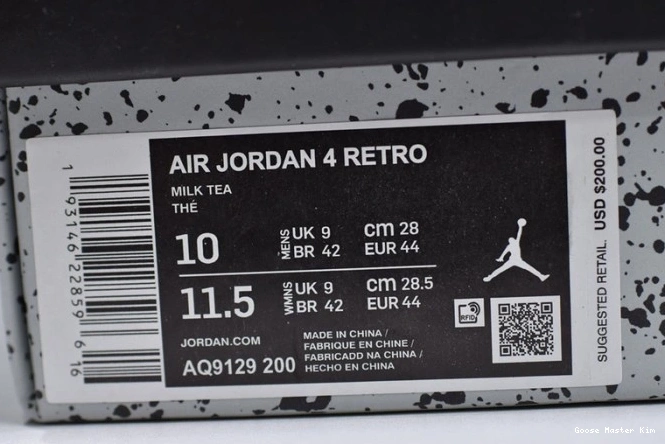 AIR JORDAN 4 RETRO
MILK TEA
THÉ
10
MENS
UK 9
BR 42
cm 28
EUR 44
11.5
WMNS
UK 9
BR 42
cm 28.5
EUR 44
RFID
JORDAN.COM
AQ9129 200
MADE IN CHINA /
FABRIQUE EN CHINE /
FABRICADD NA CHINA /
HECHO EN CHINA
1 93146 22859 6 16
SUGGESTED RETAIL. USD $200.00
Goose Master Kim